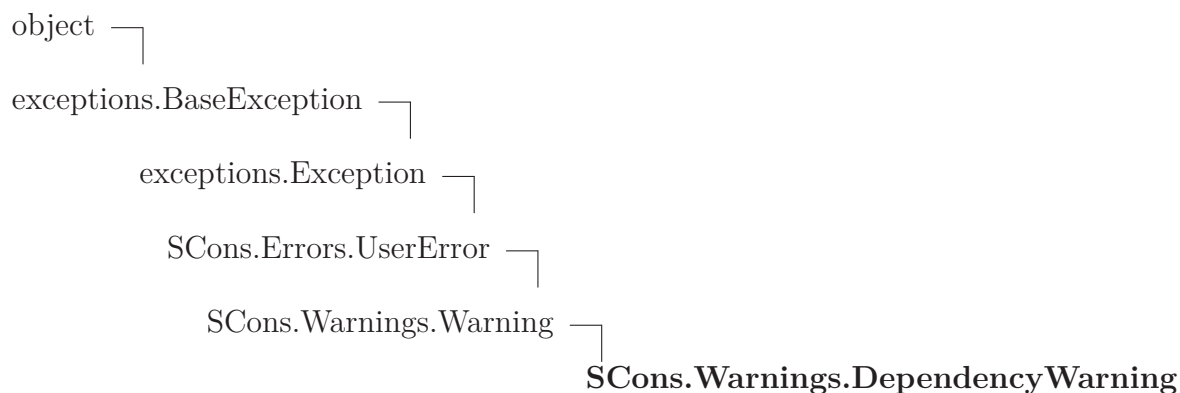 object
exceptions.BaseException
exceptions.Exception
SCons.Errors.UserError
SCons.Warnings.Warning
SCons.Warnings.DependencyWarning